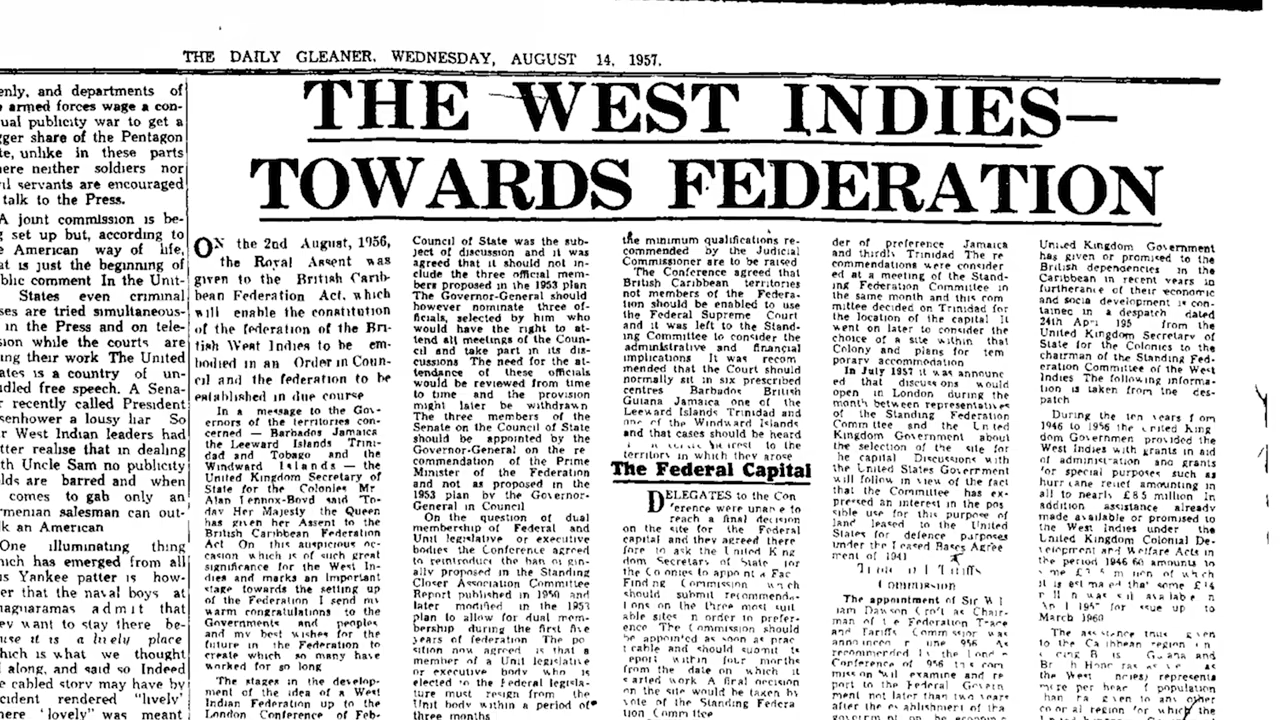 THE DAILY GLEANER, WEDNESDAY, AUGUST 14, 1957.
THE WEST INDIES—
TOWARDS FEDERATION
enly, and departments of
armed forces wage a con-
ual publicity war to get a
gger share of the Pentagon
te, unlike in these parts
here neither soldiers nor
il servants are encouraged
talk to the Press.
A joint commission is be-
g set up but, according to
e American way of life,
at is just the beginning of
blic comment In the Unit-
States even criminal
ses are tried simultaneous-
in the Press and on tele-
sion while the courts are
ing their work The United
ates is a country of un-
dled free speech. A Sena-
r recently called President
senhower a lousy liar So
r West Indian leaders had
tter realise that in dealing
th Uncle Sam no publicity
lds are barred and when
comes to gab only an
menian salesman can out-
k an American
One illuminating thing
hich has emerged from all
s Yankee patter is how-
er that the naval boys at
haguaramas admit that
ey want to stay there be-
use it is a lively place
hich is what we thought
along, and said so Indeed
e cabled story may have by
cident rendered "lively'
here 'lovely" was meant
ON the 2nd August, 1956,
the Royal Assent was
given to the British Carib-
bean Federation Act, which
will enable the constitution
of the federation of the Bri-
tish West Indies to be em-
bodied in an Order in Coun-
cil and the federation to be
established in due course
In a message to the Gov-
ernors of the territories con-
cerned — Barbados Jamaica
the Leeward Islands Trini-
dad and Tobago and the
Windward Islands — the
United Kingdom Secretary of
State for the Colonies Mr
Alan Lennox-Boyd said To-
day Her Majesty the Queen
has given her Assent to the
British Caribbean Federation
Act On this auspicious oc-
casion which is of such great
significance for the West In-
dies and marks an important
stage towards the setting up
of the Federation I send my
warm congratulations to the
Governments and peoples
and my best wishes for the
future in the Federation to
create which so many have
worked for so long
The stages in the develop-
ment of the idea of a West
Indian Federation up to the
London Conference of Feb-
Council of State was the sub-
ject of discussion and it was
agreed that it should not in-
clude the three official mem-
bers proposed in the 1953 plan
The Governor-General should
however nominate three of-
ficials, selected by him who
would have the right to at-
tend all meetings of the Coun-
cil and take part in its dis-
cussions The need for the at-
tendance of these officials
would be reviewed from time
to time and the provision
might later be withdrawn
The three members of the
Senate on the Council of State
should be appointed by the
Governor-General on the re-
commendation of the Prime
Minister of the Federation
and not as proposed in the
1953 plan by the Governor-
General in Council
On the question of dual
membership of Federal and
Unit legislative or executive
bodies the Conference agreed
to reintroduce the ban origin-
ally proposed in the Standing
Closer Association Committee
Report published in 1950 and
later modified in the 1953
plan to allow for dual mem-
bership during the first five
years of federation The po-
sition now agreed is that a
member of a Unit legislative
or executive body who is
elected to the Federal legisla-
ture must resign from the
Unit body within a period of
three months
the minimum qualifications re-
commended by the Judicial
Commissioner are to be raised
The Conference agreed that
British Caribbean territories
not members of the Federa-
tion should be enabled to use
the Federal Supreme Court
and it was left to the Stand-
ing Committee to consider the
administrative and financial
implications It was recom
mended that the Court should
normally sit in six prescribed
centres Barbados British
Guiana Jamaica one of the
Leeward Islands Trinidad and
one of the Windward Islands
and that cases should be heard
to the
territory in which they arose
The Federal Capital
DELEGATES to the Con
ference were unable to
reach a final decision
on the site for the Federal
capital and they agreed there
fore to ask the United King
dom Secretary of State for
the Colonies to appoint a Fac
Finding Commission which
should submit recommenda-
tions on the three most suit
able sites in order to prefer-
ence The Commission should
be appointed as soon as prac
ticable and should submit its
report within four months
from the date on which it
started work A final decision
on the site would be taken by
vote of the Standing Federa
tion Committee
der of preference Jamaica
and thirdly Trinidad The re
commendations were consider
ed at a meeting of the Stand-
ing Federation Committee in
the same month and this com
mittee decided on Trinidad for
the location of the capital It
went on later to consider the
choice of a site within that
Colony and plans for tem
porary accommodation
In July 1957 it was announc
ed that discussions would
open in London during the
month between representatives
of the Standing Federation
Committee and the United
Kingdom Government about
the selection of the site for
the capital Discussions with
the United States Government
will follow in view of the fact
that the Committee has ex-
pressed an interest in the pos
sible use for this purpose of
land leased to the United
States for defence purposes
under the Leased Bases Agree
ment of 1941
Tariffs
Commission
The appointment of Sir W I
iam Dawson Croft as Chair-
man of the Federation Trade
and Tariffs Commission was
announced in
recommended by the London
Conference of 1956 This com
mission will examine and re
port to the Federal Govern
ment not later than two years
after the establishment of the
government on the economic
United Kingdom Government
has given or promised to the
British dependencies in the
Caribbean in recent years in
furtherance of their economic
and social development is con-
tained in a despatch dated
24th April 195 from the
United Kingdom Secretary of
State for the Colonies to the
chairman of the Standing Fed-
eration Committee of the West
Indies The following informa-
tion is taken from the des-
patch
During the ten years from
1946 to 1956 the United King
dom Government provided the
West Indies with grants in aid
of administration and grants
for special purposes such as
hurricane relief amounting in
all to nearly £8.5 million In
addition assistance already
made available or promised to
the West Indies under the
United Kingdom Colonial De-
velopment and Welfare Acts in
the period 1946 60 amounts to
of which
it is estimated that some £14
million was still available in
April 1957 for issue up to
March 1960
The assistance thus given
to the Caribbean region
Guiana and
the West Indies) represents
more per head of population
than has given to any other
colonial region for which the